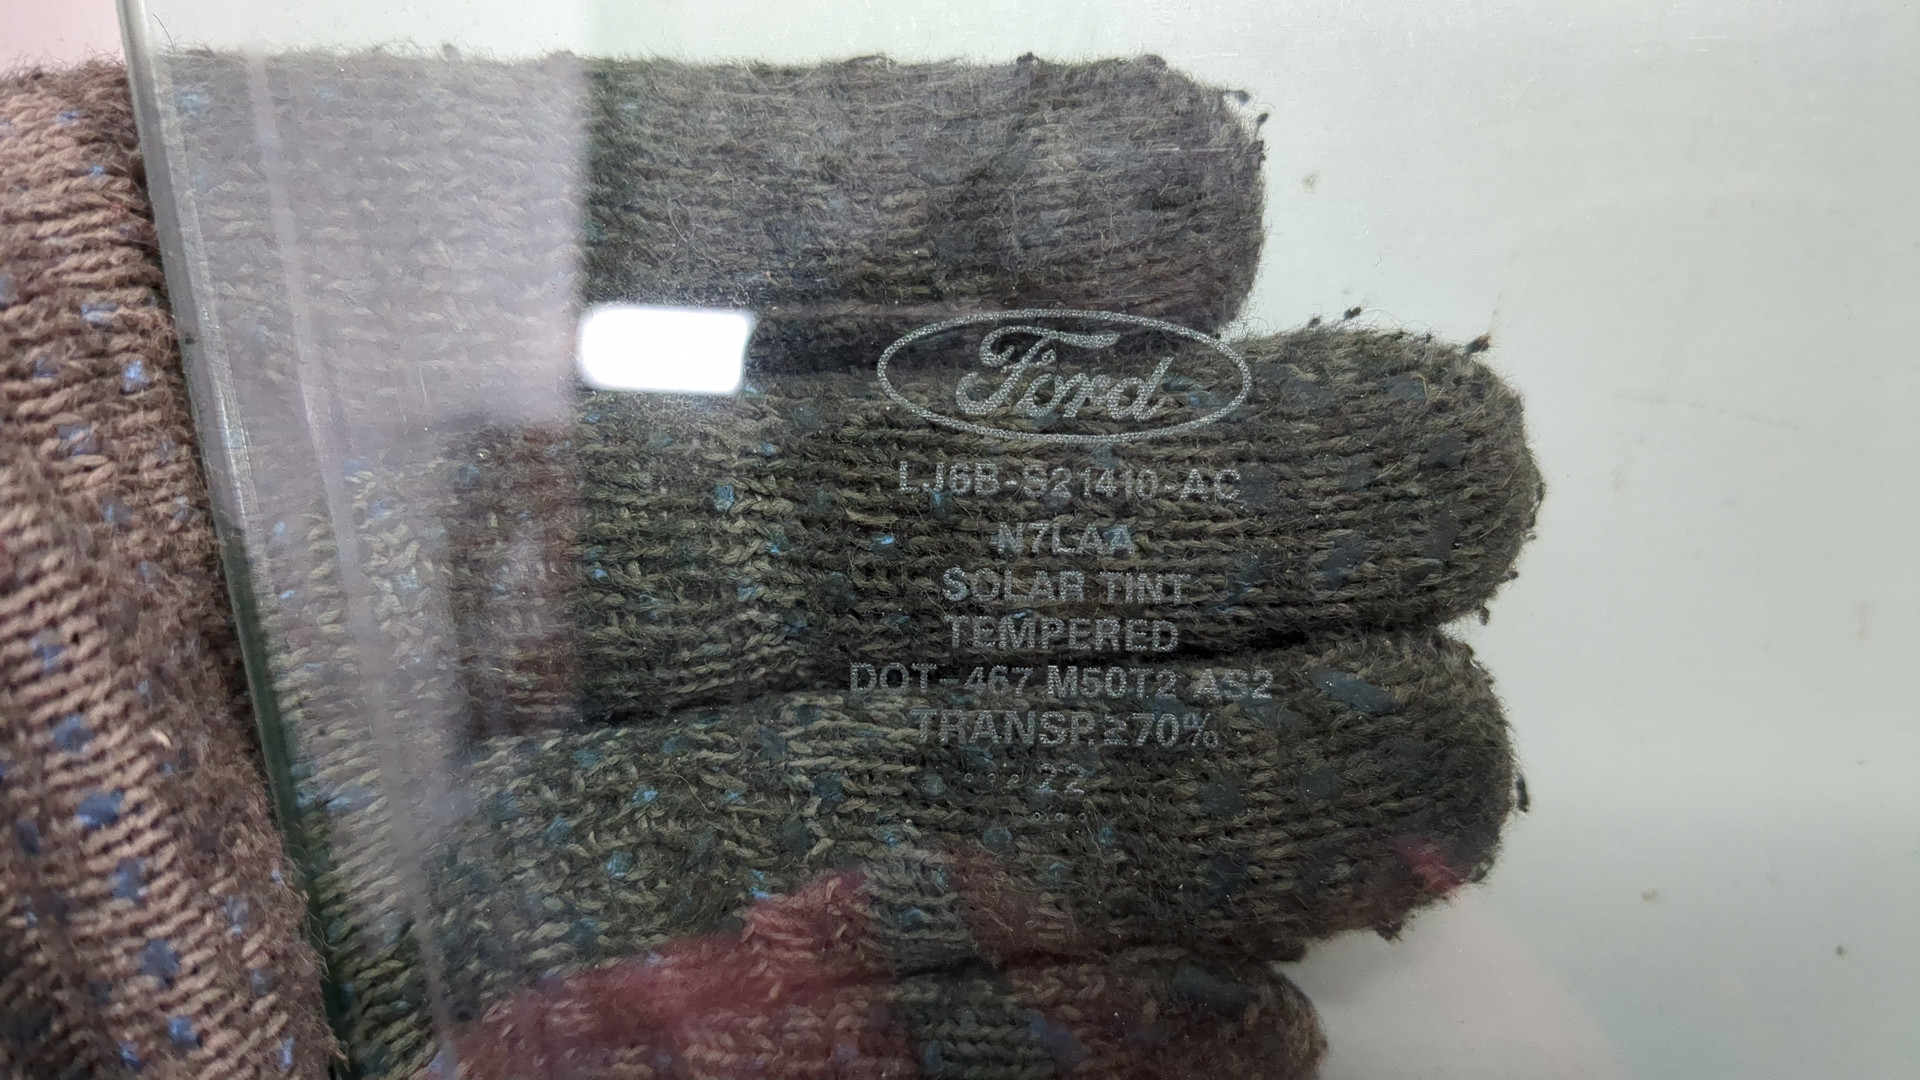 Ford
LJ6B-S21410-AC
N7LAA
SOLAR TINT
TEMPERED
DOT-467 M50T2 AS2
TRANSP.≥70%
... 22